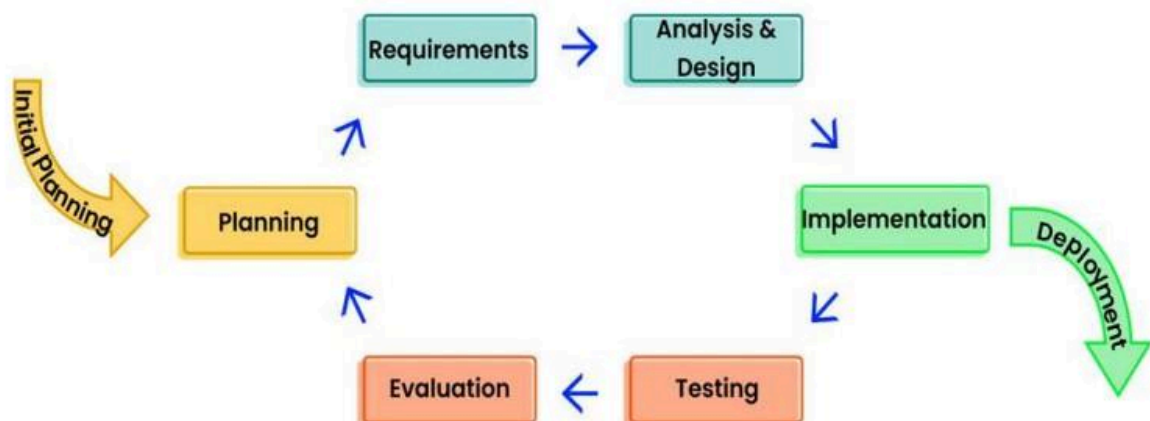 Requirements
Analysis &
Design
Initial Planning
Planning
Implementation
Deployment
Evaluation
Testing